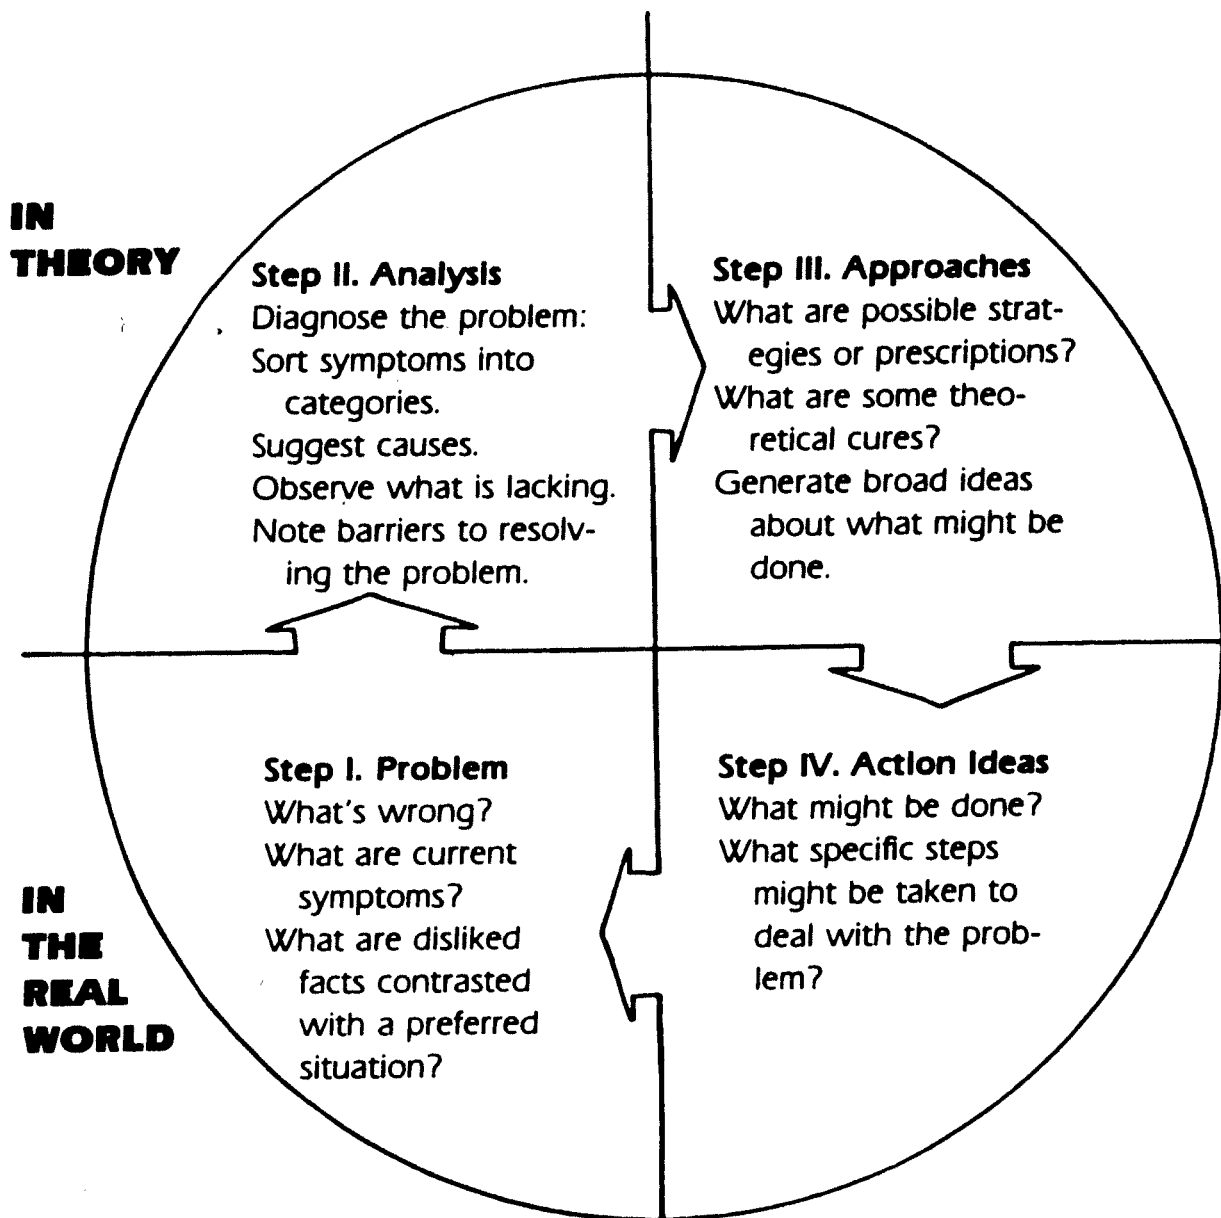 IN
THEORY
Step II. Analysis
Diagnose the problem:
Sort symptoms into
categories.
Suggest causes.
Observe what is lacking.
Note barriers to resolv-
ing the problem.
Step III. Approaches
What are possible strat-
egies or prescriptions?
What are some theo-
retical cures?
Generate broad ideas
about what might be
done.
IN
THE
REAL
WORLD
Step I. Problem
What's wrong?
What are current
symptoms?
What are disliked
facts contrasted
with a preferred
situation?
Step IV. Action Ideas
What might be done?
What specific steps
might be taken to
deal with the prob-
lem?